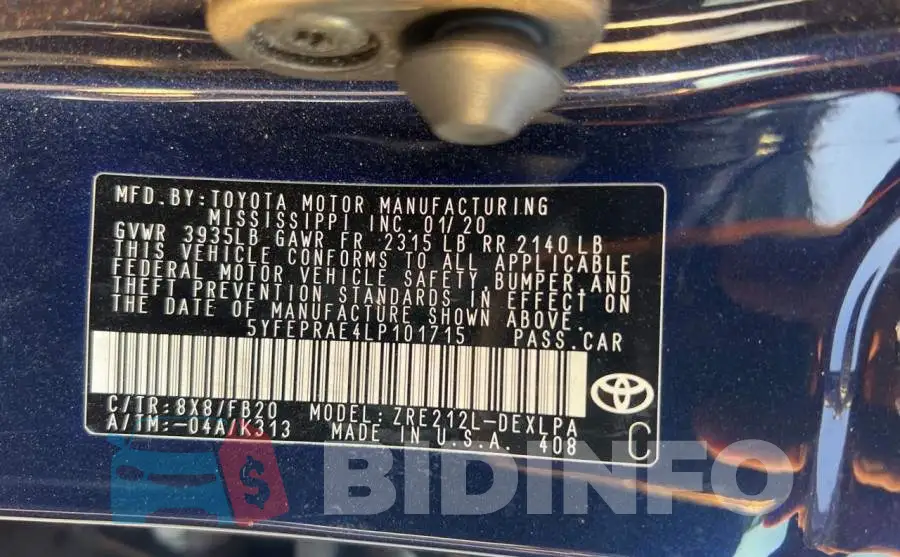 MFD.BY:TOYOTA MOTOR MANUFACTURING
MISSISSIPPI INC. 01/20
GVWR 3935LB GAWR FR 2315 LB RR 2140 LB
THIS VEHICLE CONFORMS TO ALL APPLICABLE
FEDERAL MOTOR VEHICLE SAFETY,BUMPER,AND
THEFT PREVENTION STANDARDS IN EFFECT ON
THE DATE OF MANUFACTURE SHOWN ABOVE.
5YFEPRAE4LP101715 PASS.CAR
C/TR:8X8/FB20 MODEL: ZRE212L-DEXLPA
A/TM:-04A/K313 MADE IN U.S.A. 408
C
$ BIDINFO